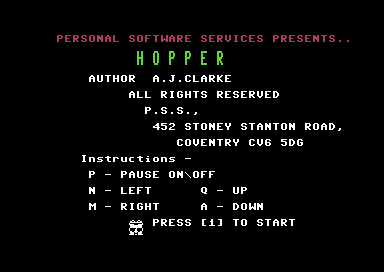 PERSONAL SOFTWARE SERVICES PRESENTS..
HOPPER
AUTHOR A.J.CLARKE
ALL RIGHTS RESERVED
P.S.S.,
452 STONEY STANTON ROAD,
COVENTRY CV6 5DG
Instructions -
P - PAUSE ON\OFF
N - LEFT Q - UP
M - RIGHT A - DOWN
PRESS [1] TO START